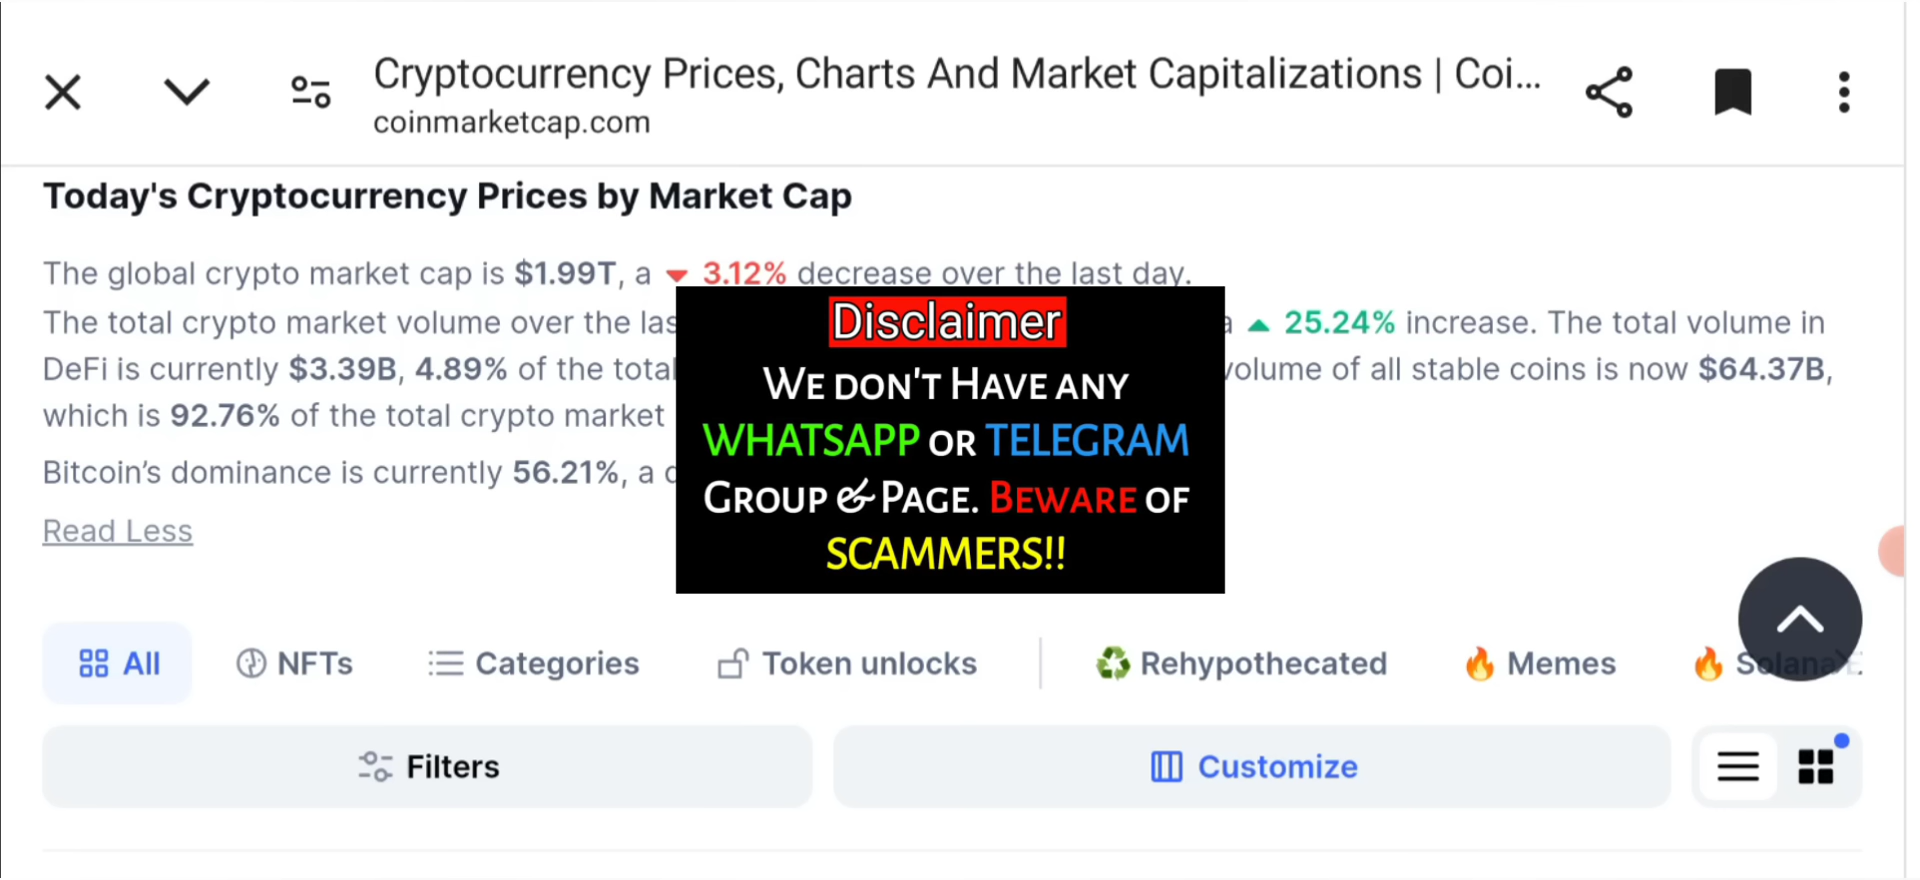 Cryptocurrency Prices, Charts And Market Capitalizations | Coi...
coinmarketcap.com
Today's Cryptocurrency Prices by Market Cap
The global crypto market cap is $1.99T, a 3.12% decrease over the last day.
The total crypto market volume over the 25.24% increase. The total volume in
DeFi is currently $3.39B, 4.89% of the total volume of all stable coins is now $64.37B,
which is 92.76% of the total crypto market
Bitcoin's dominance is currently 56.21%, a
Read Less
Disclaimer
WE DON'T HAVE ANY
WHATSAPP OR TELEGRAM
GROUP & PAGE. BEWARE OF
SCAMMERS!!
All NFTs Categories Token unlocks Rehypothecated Memes Solana
Filters Customize